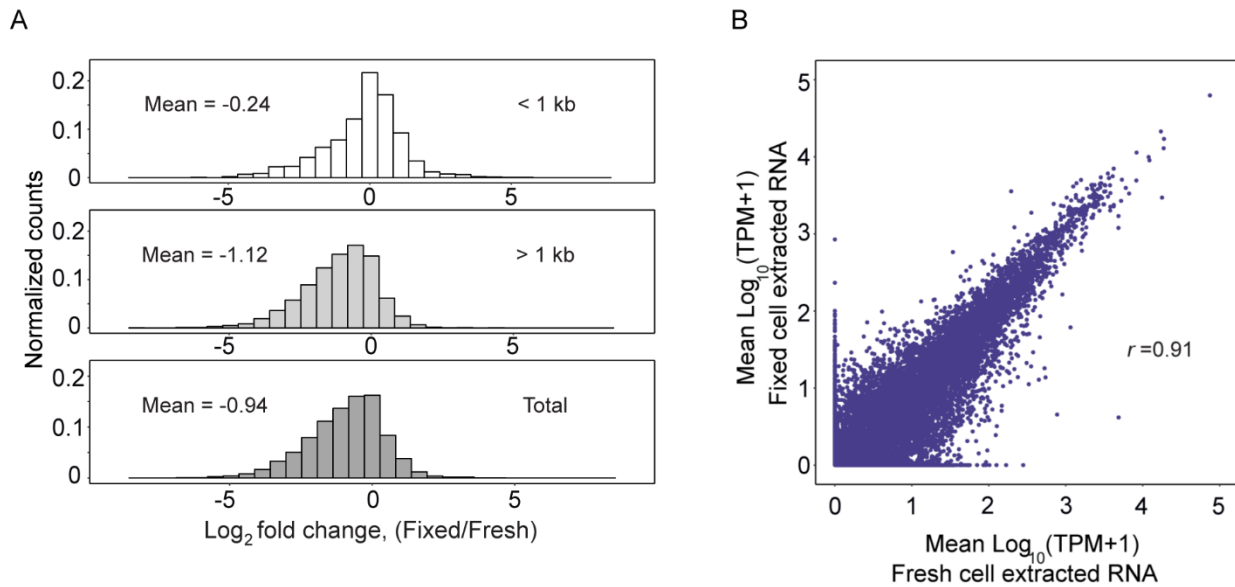 A
Normalized counts
0.2
0.1
0
Mean = -0.24
< 1 kb
-5
0
5
0.2
0.1
0
Mean = -1.12
> 1 kb
-5
0
5
0.2
0.1
0
Mean = -0.94
Total
-5
0
5
Log2 fold change, (Fixed/Fresh)
B
Mean Log10(TPM+1)
Fixed cell extracted RNA
5
4
3
2
1
0
r =0.91
0
1
2
3
4
5
Mean Log10(TPM+1)
Fresh cell extracted RNA